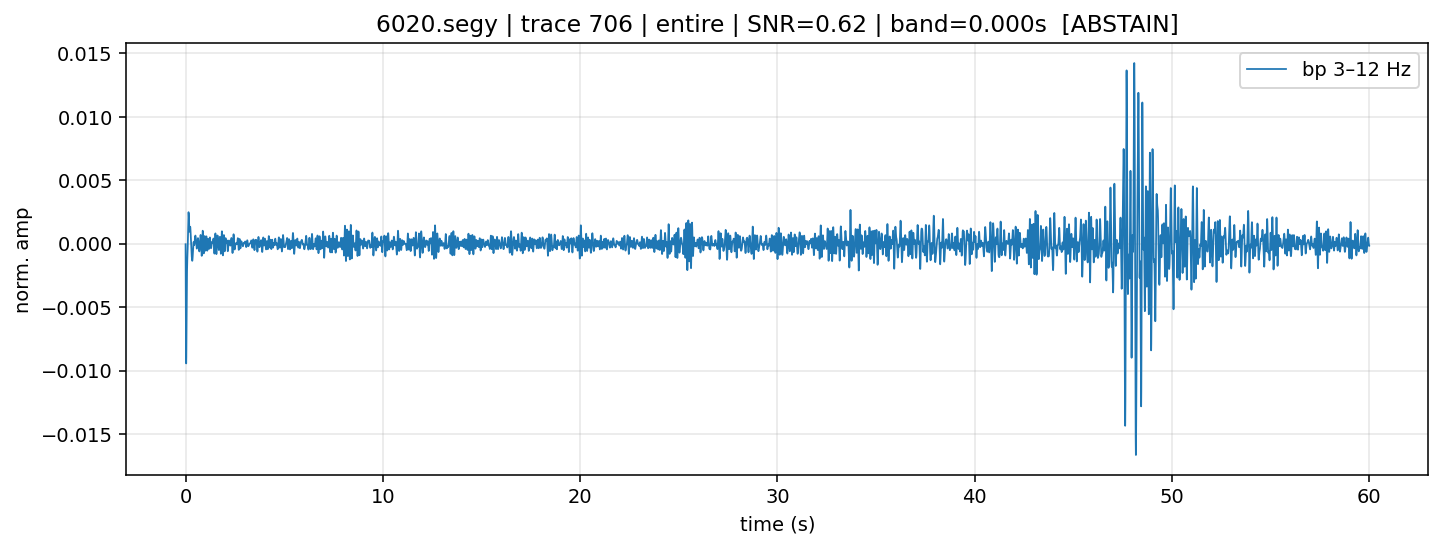 6020.segy | trace 706 | entire | SNR=0.62 | band=0.000s  [ABSTAIN]
bp 3–12 Hz
norm. amp
0.015
0.010
0.005
0.000
−0.005
−0.010
−0.015
0 10 20 30 40 50 60
time (s)